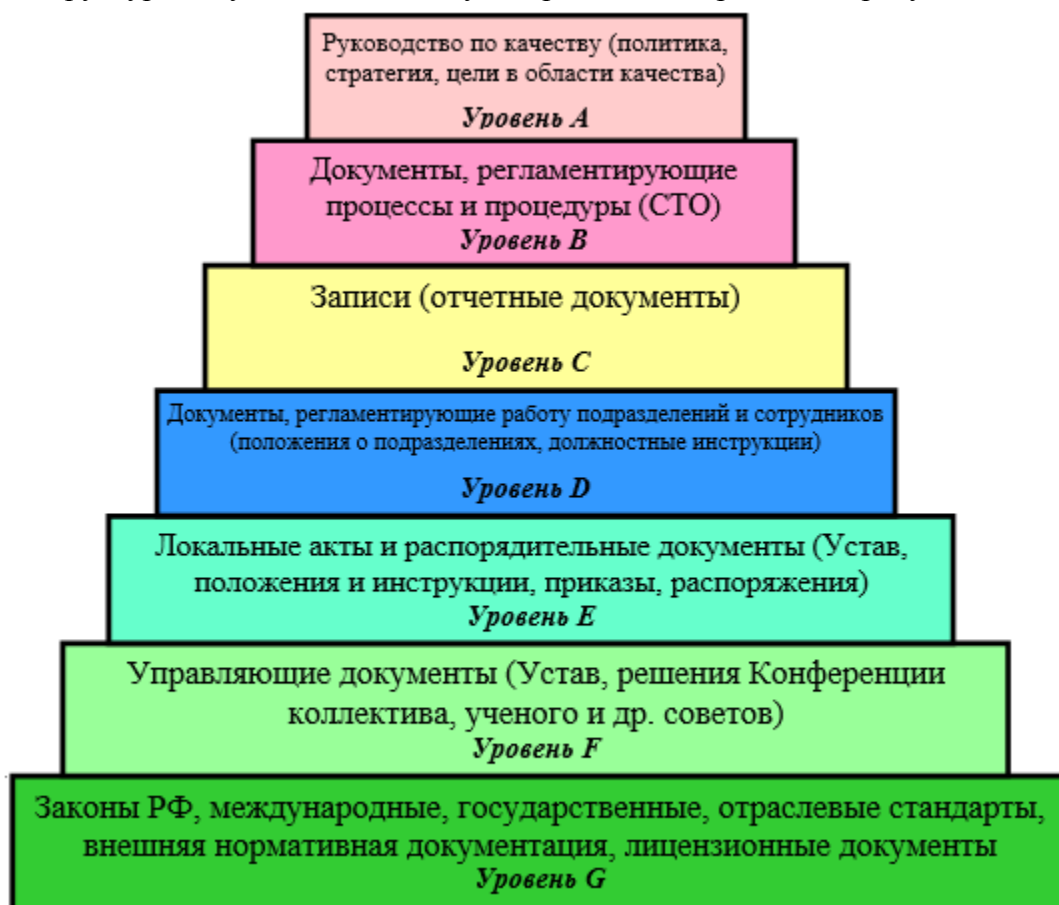 Руководство по качеству (политика,
стратегия, цели в области качества)
Уровень A
Документы, регламентирующие
процессы и процедуры (СТО)
Уровень B
Записи (отчетные документы)
Уровень C
Документы, регламентирующие работу подразделений и сотрудников
(положения о подразделениях, должностные инструкции)
Уровень D
Локальные акты и распорядительные документы (Устав,
положения и инструкции, приказы, распоряжения)
Уровень E
Управляющие документы (Устав, решения Конференции
коллектива, ученого и др. советов)
Уровень F
Законы РФ, международные, государственные, отраслевые стандарты,
внешняя нормативная документация, лицензионные документы
Уровень G